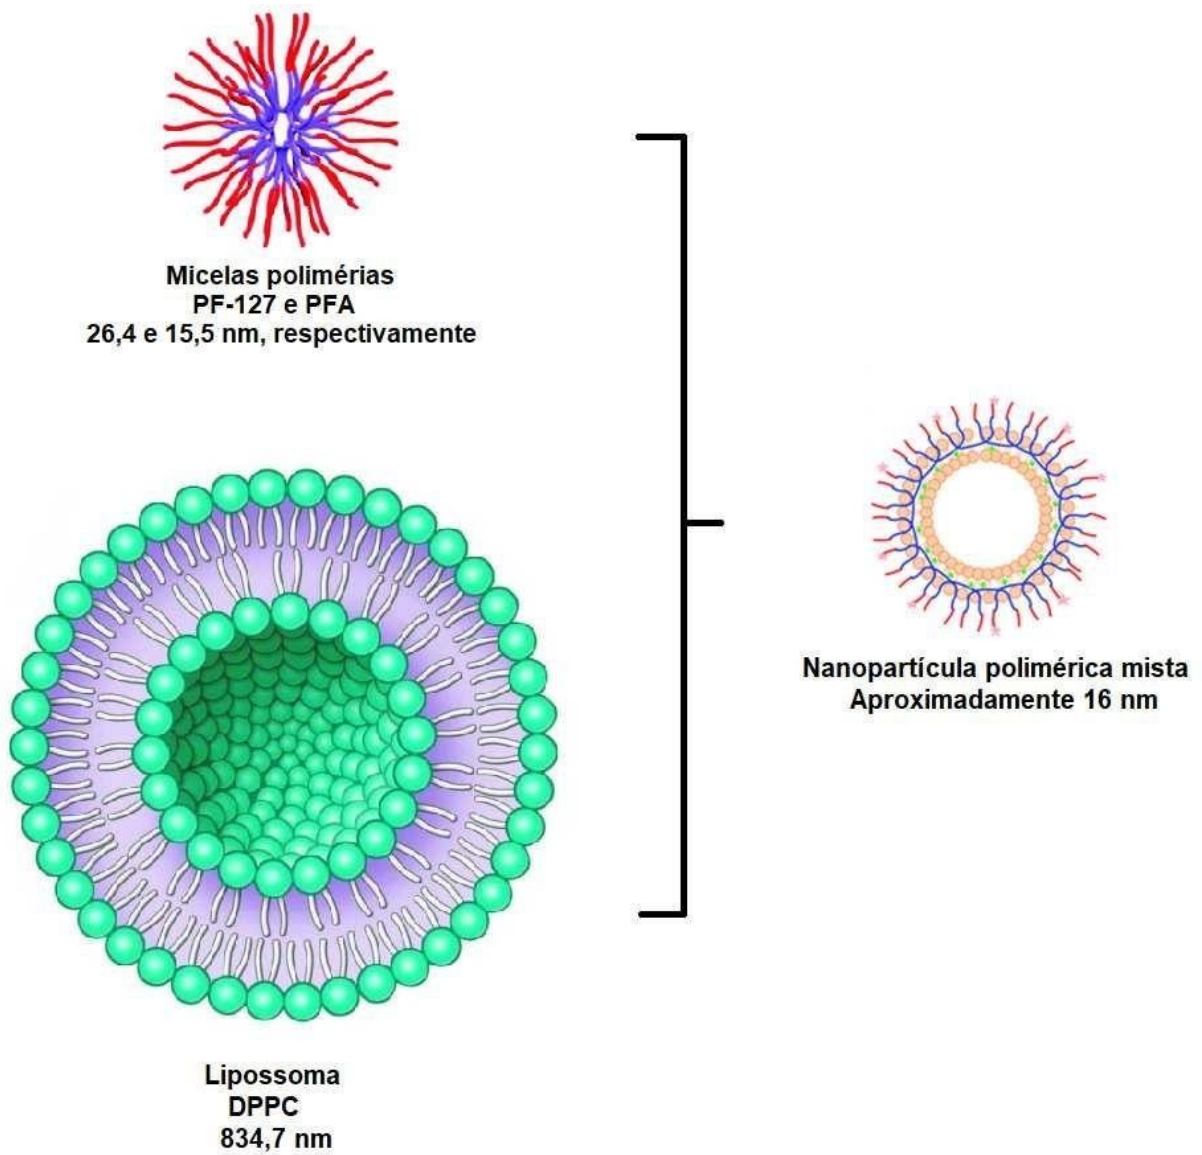 Micelas polimérias
PF-127 e PFA
26,4 e 15,5 nm, respectivamente
Nanopartícula polimérica mista
Aproximadamente 16 nm
Lipossoma
DPPC
834,7 nm